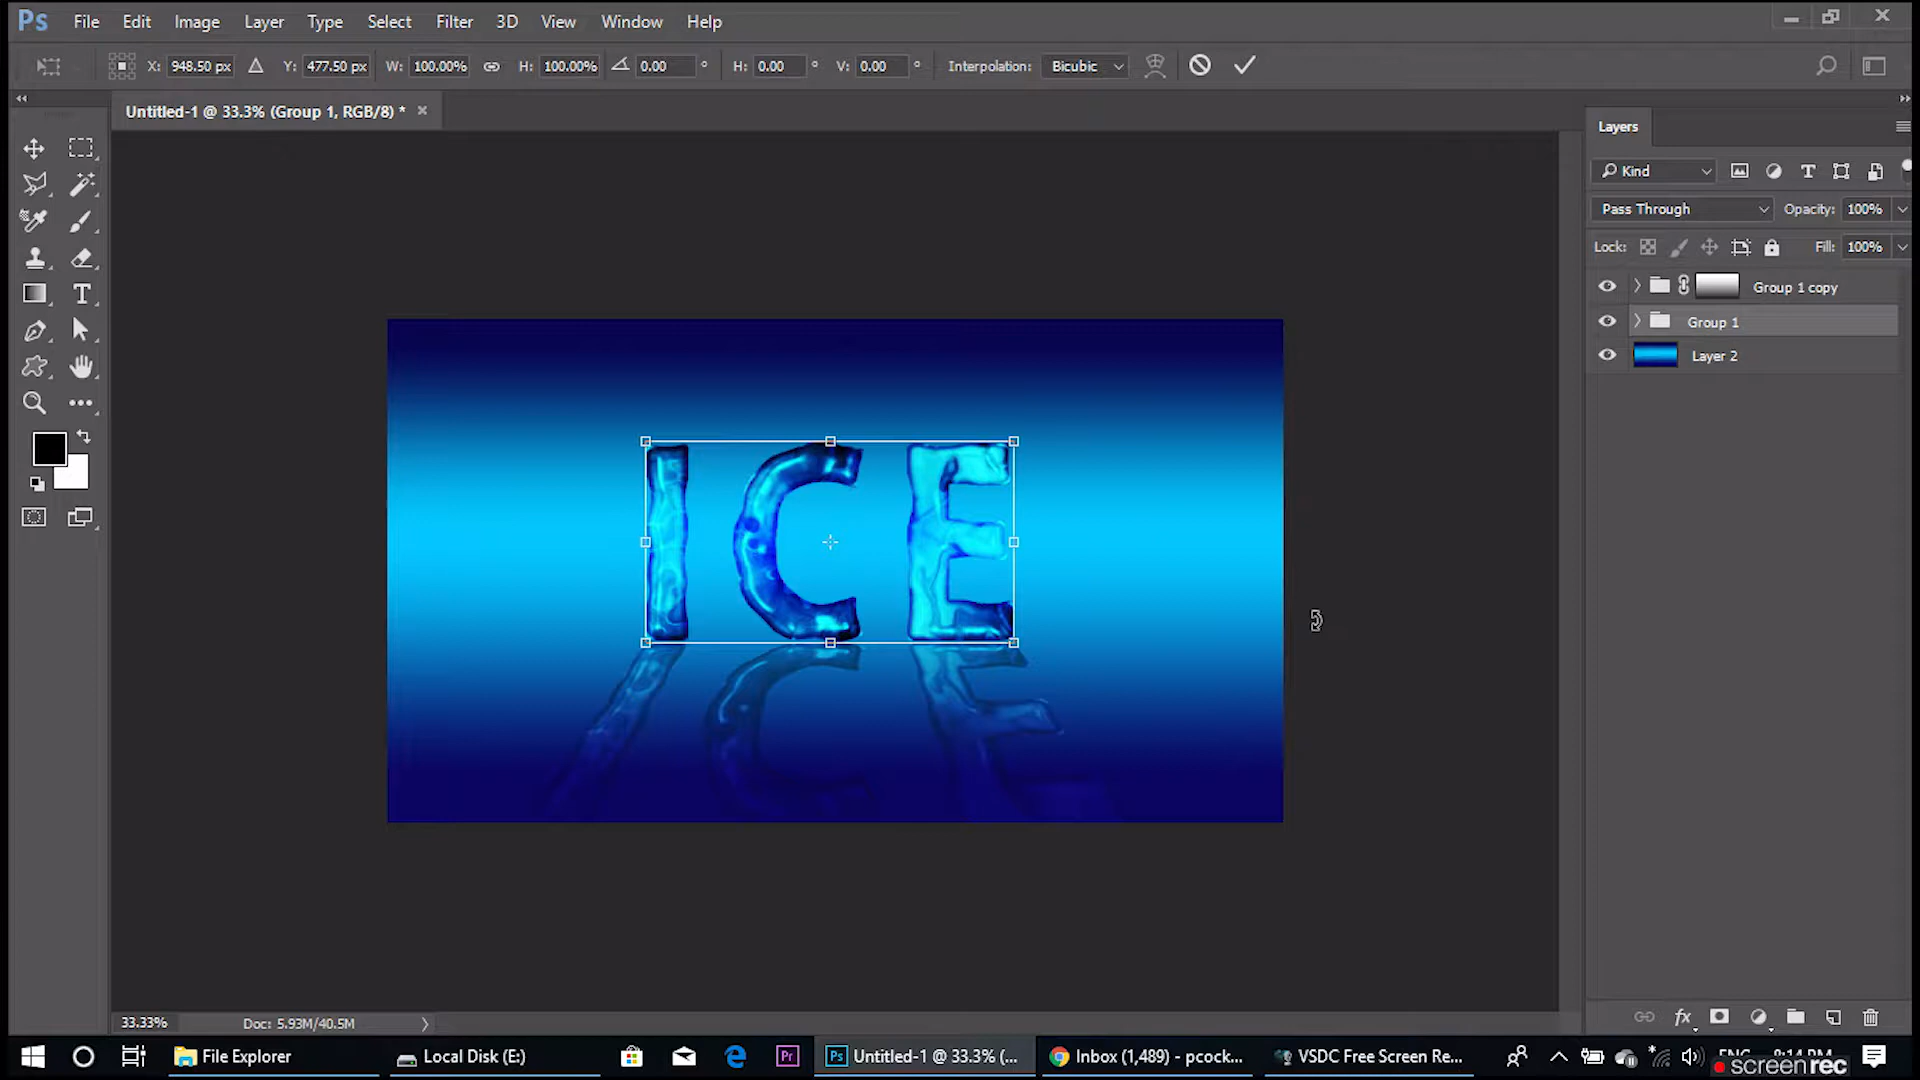 Ps File Edit Image Layer Type Select Filter 3D View Window Help
X: 948.50 px Y: 477.50 px W: 100.00% H: 100.00% 0.00 ° H: 0.00 ° V: 0.00 ° Interpolation: Bicubic
Untitled-1 @ 33.3% (Group 1, RGB/8) *
Layers
Kind
Pass Through Opacity: 100%
Lock: Fill: 100%
Group 1 copy
Group 1
Layer 2
ICE
ICE
33.33% Doc: 5.93M/40.5M
fx
File Explorer Local Disk (E:) Pr Ps Untitled-1 @ 33.3% (... Inbox (1,489) - pcock... VSDC Free Screen Re...
screenrec